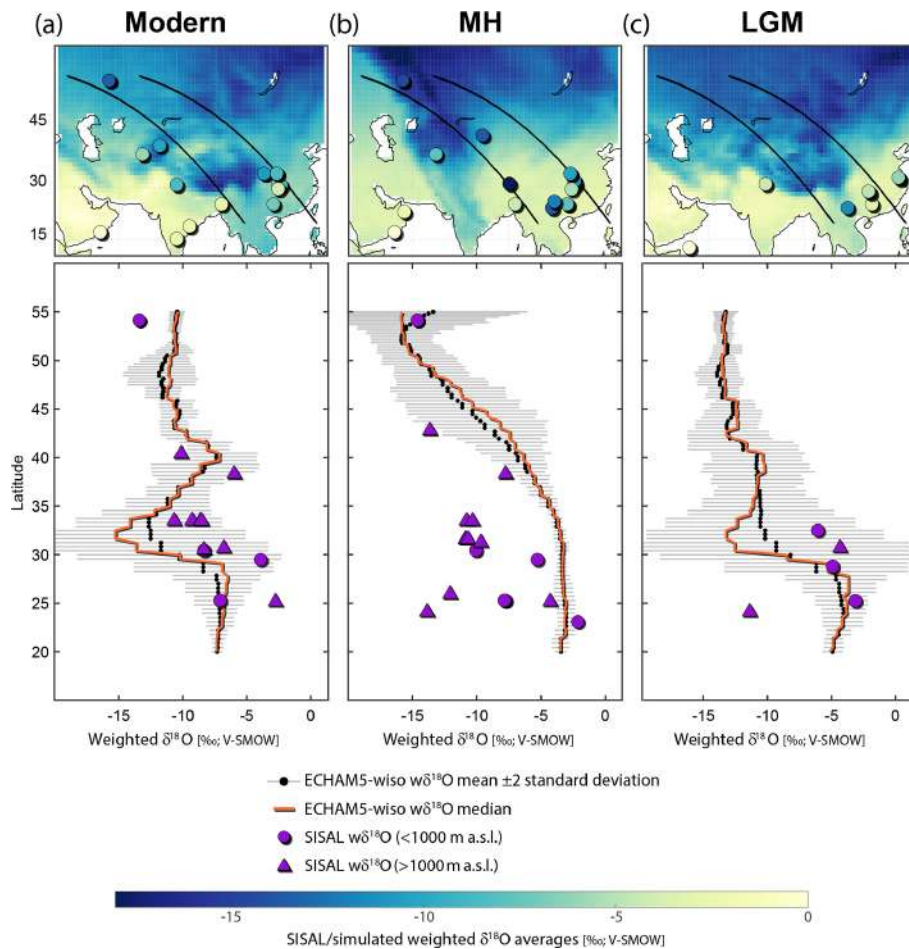 (a) Modern (b) MH (c) LGM
45
30
15
55
50
45
40
35
30
25
20
Latitude
-15 -10 -5 0 -15 -10 -5 0 -15 -10 -5 0
Weighted δ¹⁸O [‰; V-SMOW] Weighted δ¹⁸O [‰; V-SMOW] Weighted δ¹⁸O [‰; V-SMOW]
ECHAM5-wiso wδ¹⁸O mean ±2 standard deviation
ECHAM5-wiso wδ¹⁸O median
SISAL wδ¹⁸O (<1000 m a.s.l.)
SISAL wδ¹⁸O (>1000 m a.s.l.)
-15 -10 -5 0
SISAL/simulated weighted δ¹⁸O averages [‰; V-SMOW]